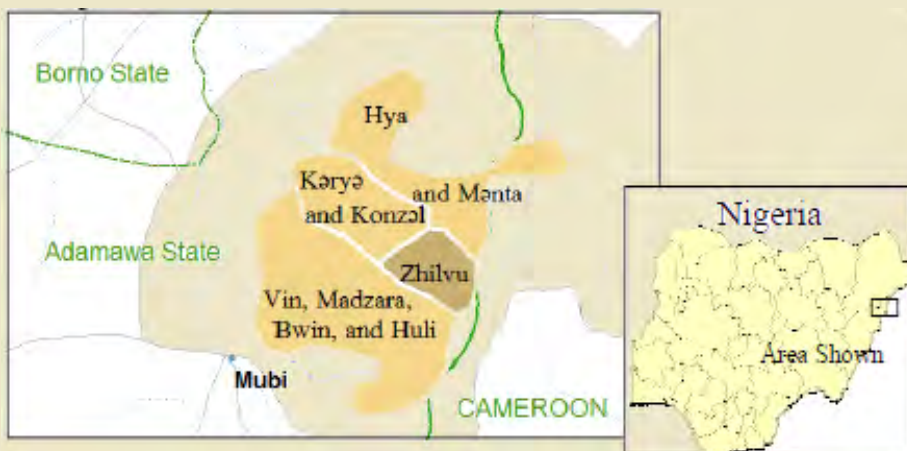 Borno State
Hya
Kəryə
and Konzəl
and Mənta
Adamawa State
Zhilvu
Vin, Madzara,
Bwin, and Huli
Mubi
CAMEROON
Nigeria
Area Shown